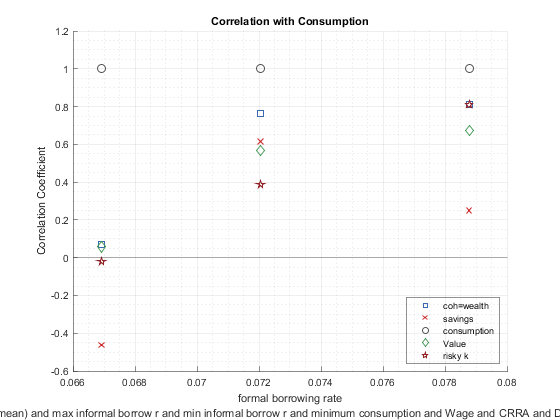 Correlation with Consumption
1.2
1
0.8
0.6
0.4
0.2
0
-0.2
-0.4
-0.6
Correlation Coefficient
coh=wealth
savings
consumption
Value
risky k
0.066 0.068 0.07 0.072 0.074 0.076 0.078 0.08
formal borrowing rate
mean) and max informal borrow r and min informal borrow r and minimum consumption and Wage and CRRA and